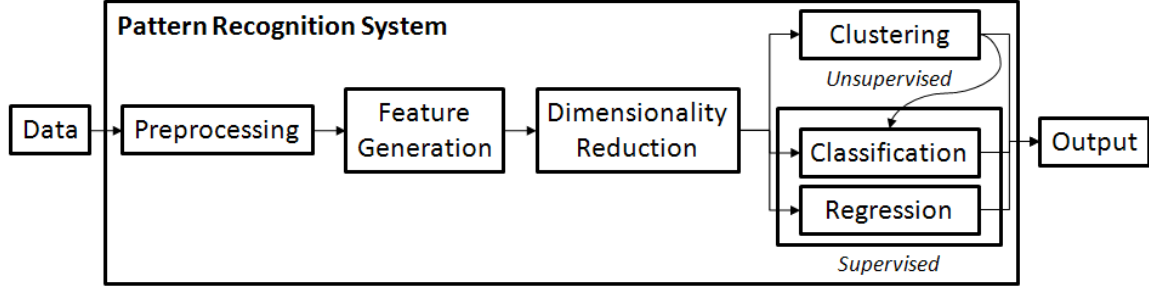 Pattern Recognition System
Data
Preprocessing
Feature
Generation
Dimensionality
Reduction
Clustering
Unsupervised
Classification
Regression
Supervised
Output